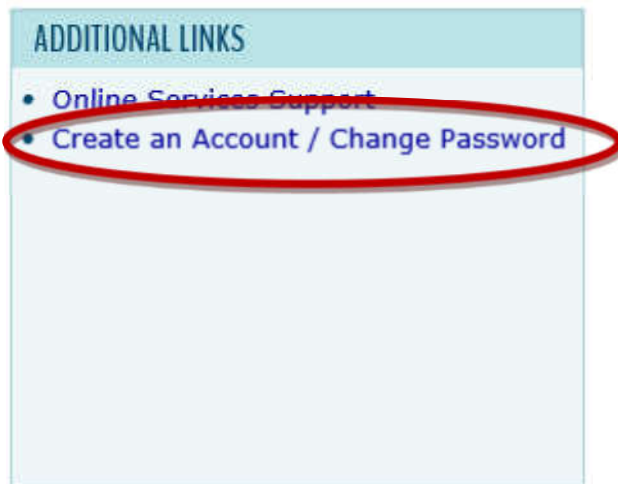 ADDITIONAL LINKS
• Online Services Support
• Create an Account / Change Password